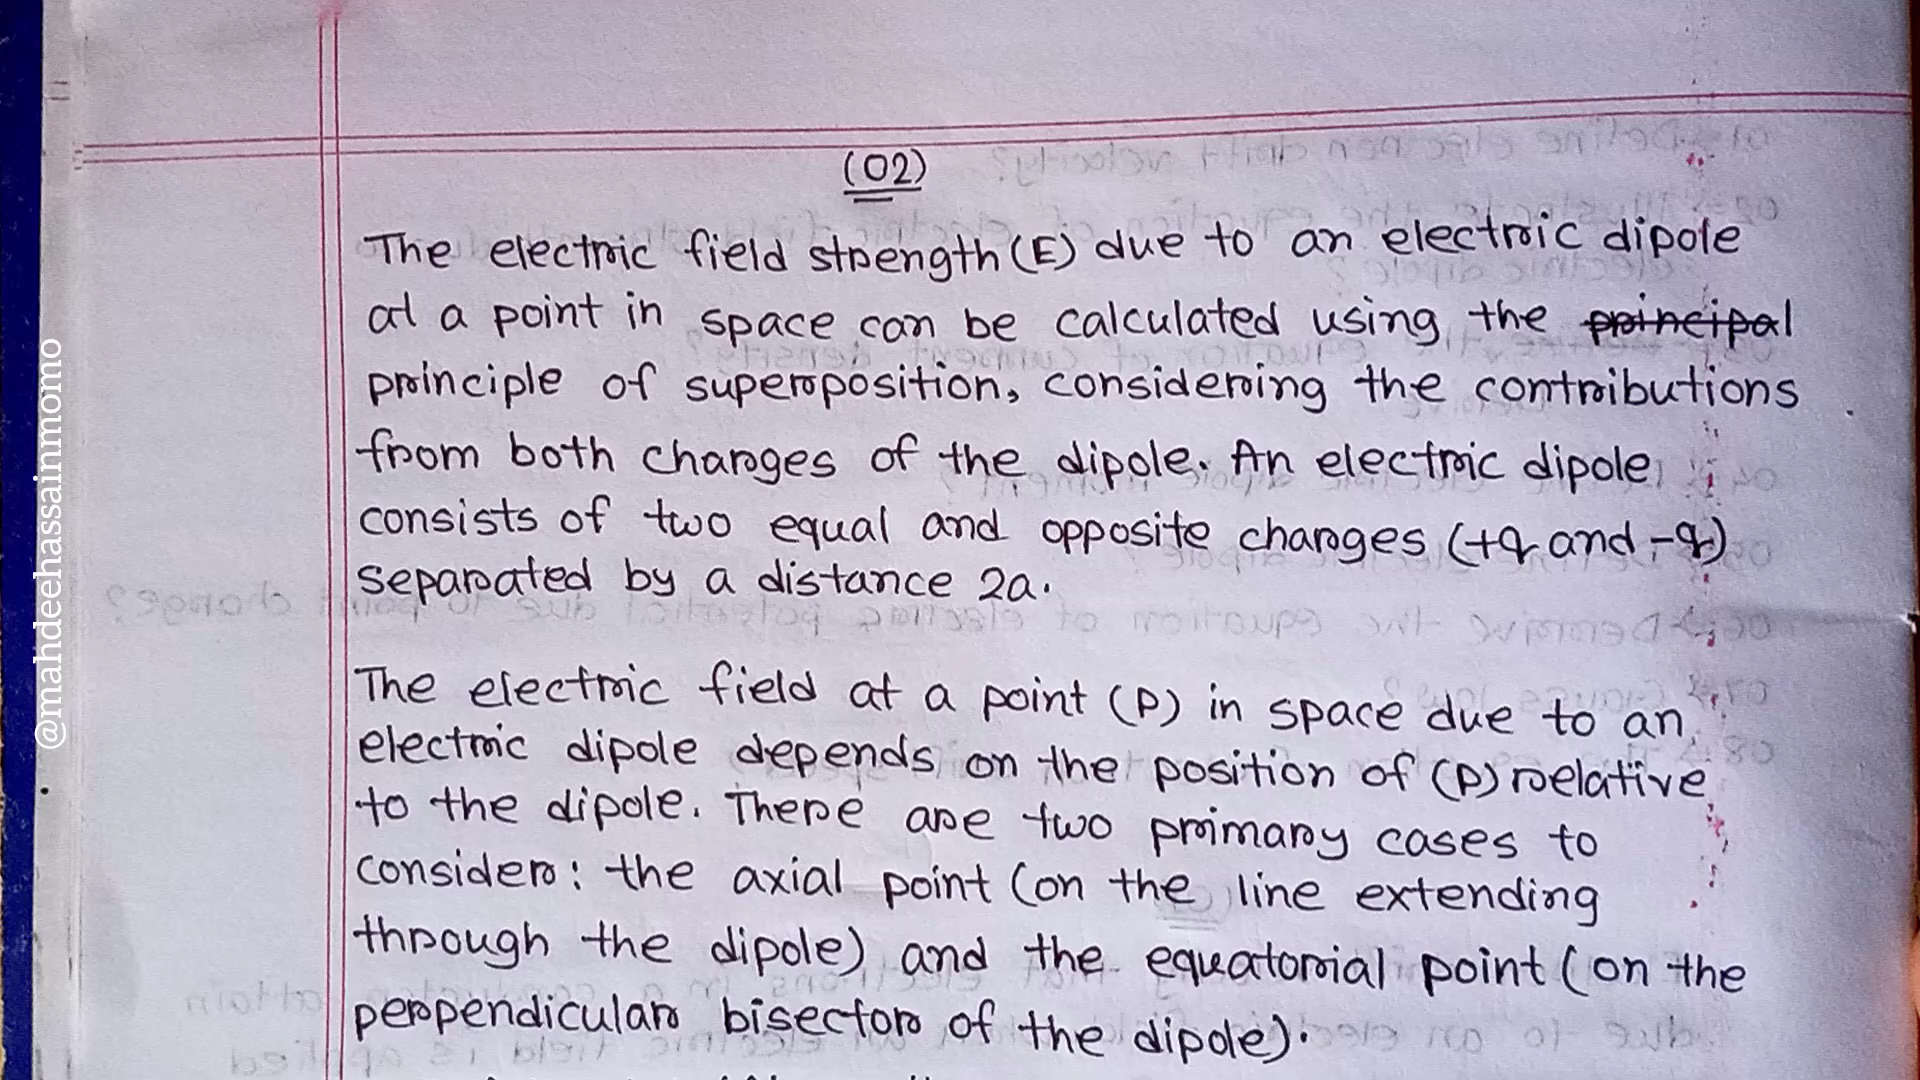 (02)
The electric field strength (E) due to an electric dipole
at a point in space can be calculated using the principal
principle of superposition, considering the contributions
from both charges of the dipole. An electric dipole
consists of two equal and opposite charges (+q and -q)
separated by a distance 2a.
The electric field at a point (P) in space due to an
electric dipole depends on the position of (P) relative
to the dipole. There are two primary cases to
consider: the axial point (on the line extending
through the dipole) and the equatorial point (on the
perpendicular bisector of the dipole).
@mahdeehassainmomo